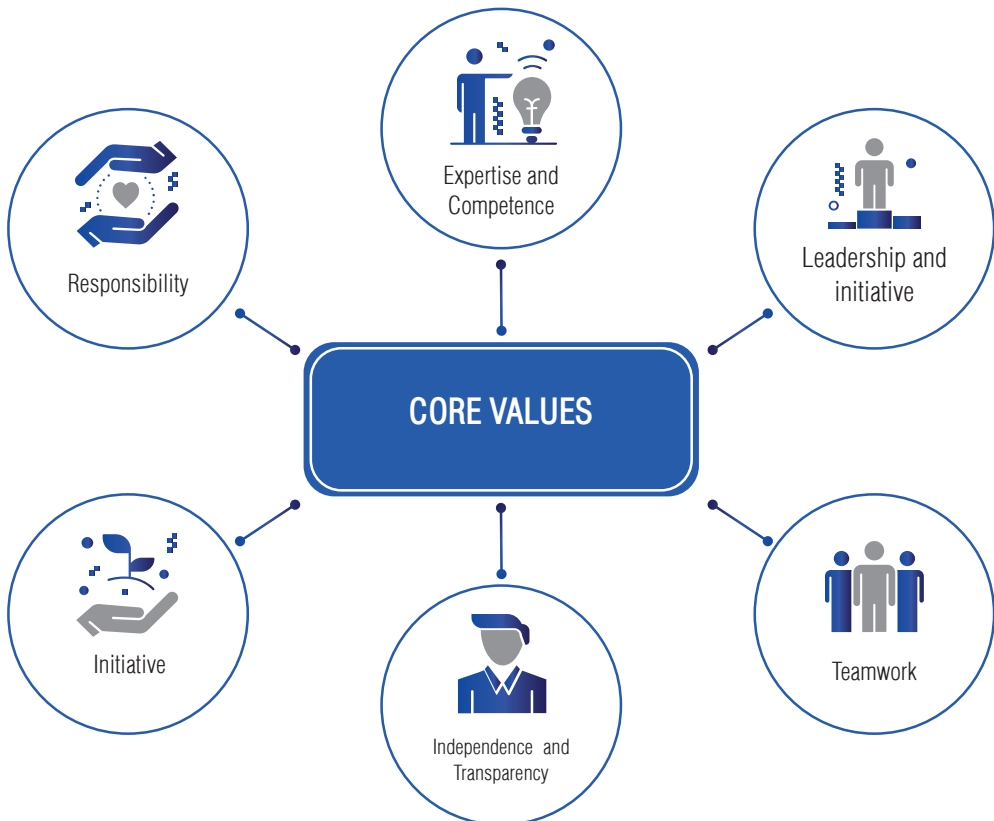 Expertise and
Competence
Responsibility
Leadership and
initiative
CORE VALUES
Initiative
Teamwork
Independence and
Transparency